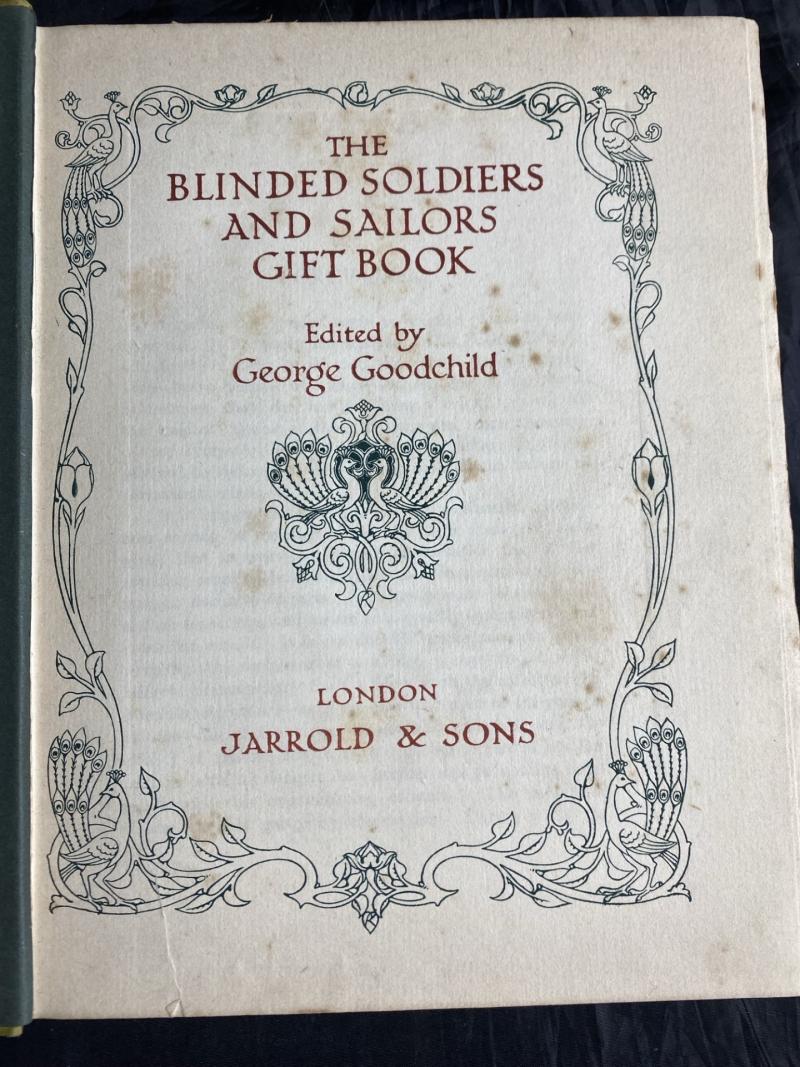 THE
BLINDED SOLDIERS
AND SAILORS
GIFT BOOK
Edited by
George Goodchild
LONDON
JARROLD & SONS